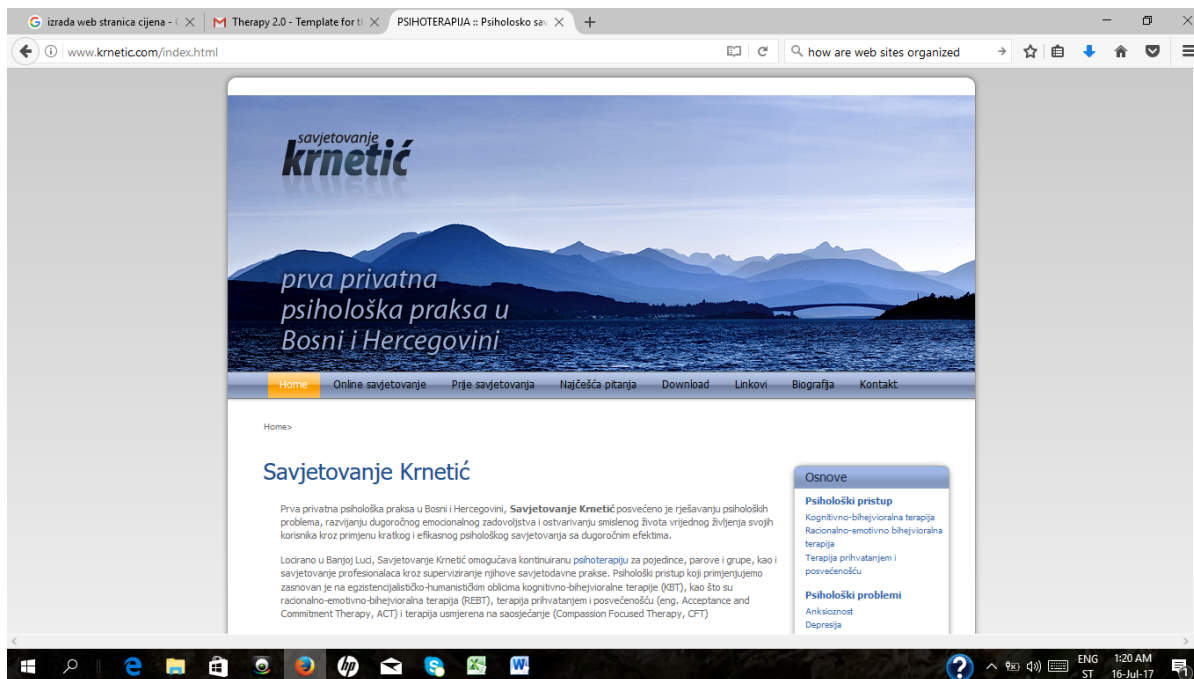 izrada web stranica cijena -
Therapy 2.0 - Template for t
PSIHOTERAPIJA :: Psiholosko sav
www.krnetic.com/index.html
how are web sites organized
savjetovanje
krnetić
prva privatna
psihološka praksa u
Bosni i Hercegovini
Home Online savjetovanje Prije savjetovanja Najčešća pitanja Download Linkovi Biografija Kontakt
Home>
Savjetovanje Krnetić
Prva privatna psihološka praksa u Bosni i Hercegovini, Savjetovanje Krnetić posvećeno je rješavanju psiholoških
problema, razvijanju dugoročnog emocionalnog zadovoljstva i ostvarivanju smislenog života vrijednog življenja svojih
korisnika kroz primjenu kratkog i efikasnog psihološkog savjetovanja sa dugoročnim efektima.
Locirano u Banjoj Luci, Savjetovanje Krnetić omogućava kontinuiranu psihoterapiju za pojedince, parove i grupe, kao i
savjetovanje profesionalaca kroz superviziranje njihove savjetodavne prakse. Psihološki pristup koji primjenjujemo
zasnovan je na egzistencijalističko-humanističkim oblicima kognitivno-bihejvioralne terapije (KBT), kao što su
racionalno-emotivno-bihejvioralna terapija (REBT), terapija prihvatanjem i posvećenošću (eng. Acceptance and
Commitment Therapy, ACT) i terapija usmjerena na saosjećanje (Compassion Focused Therapy, CFT)
Osnove
Psihološki pristup
Kognitivno-bihejvioralna terapija
Racionalno-emotivno bihejvioralna
terapija
Terapija prihvatanjem i
posvećenošću
Psihološki problemi
Anksioznost
Depresija
ENG
ST
1:20 AM
16-Jul-17